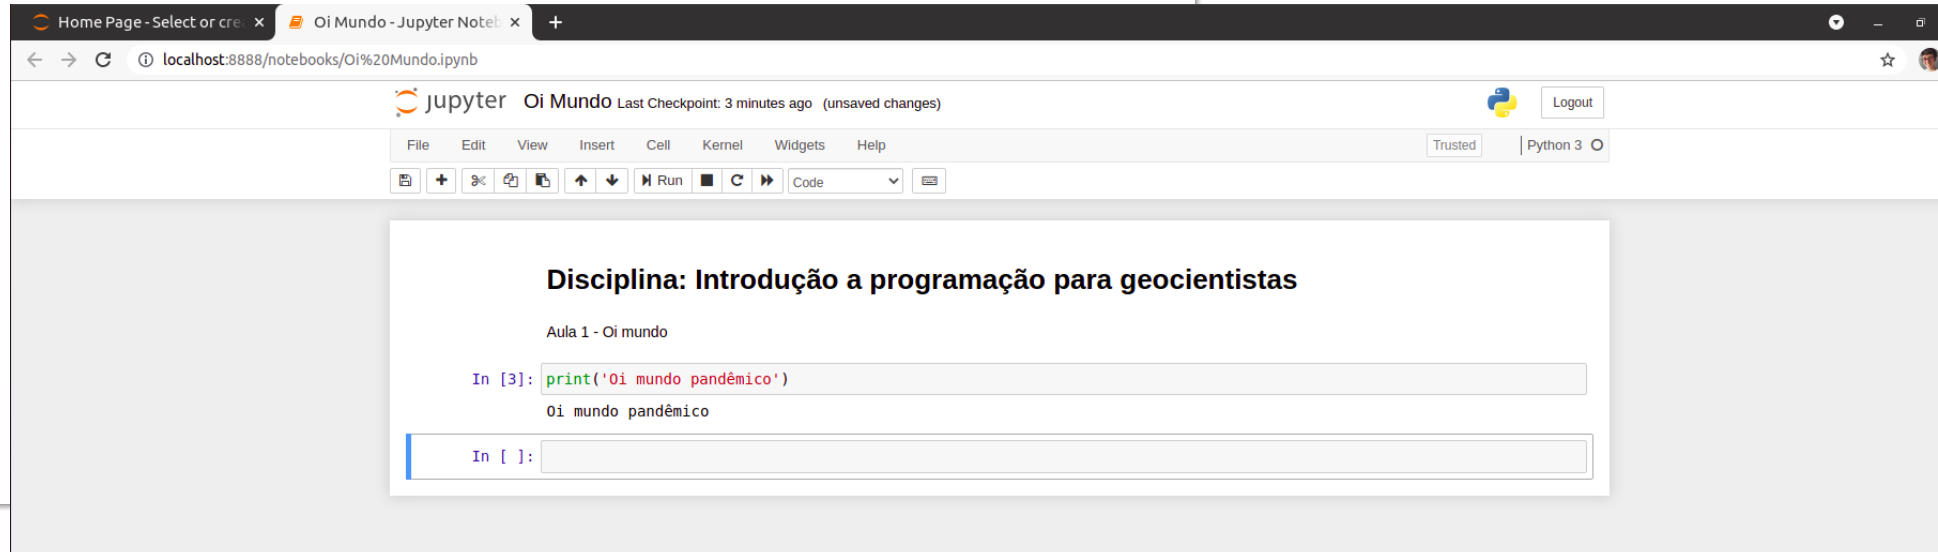 Home Page - Select or cre
Oi Mundo - Jupyter Noteb
localhost:8888/notebooks/Oi%20Mundo.ipynb
jupyter Oi Mundo Last Checkpoint: 3 minutes ago (unsaved changes) Logout
File Edit View Insert Cell Kernel Widgets Help Trusted Python 3
Run Code
Disciplina: Introdução a programação para geocientistas
Aula 1 - Oi mundo
In [3]: print('Oi mundo pandêmico')
Oi mundo pandêmico
In [ ]: